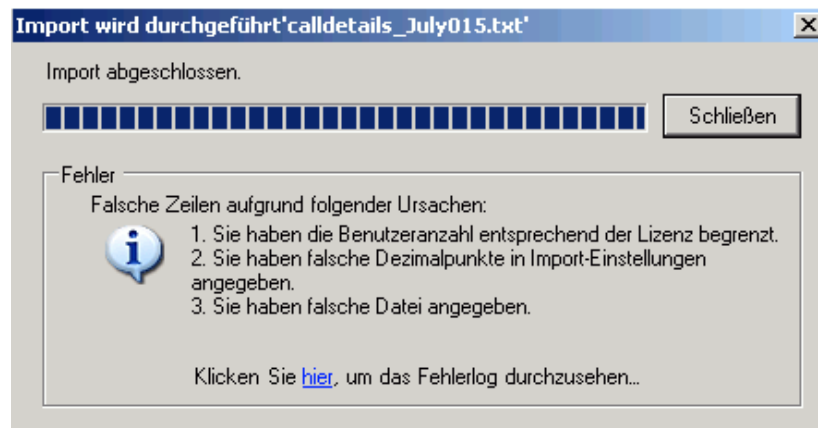 Import wird durchgeführt'calldetails_July015.txt'
Import abgeschlossen.
Schließen
Fehler
Falsche Zeilen aufgrund folgender Ursachen:
1. Sie haben die Benutzeranzahl entsprechend der Lizenz begrenzt.
2. Sie haben falsche Dezimalpunkte in Import-Einstellungen
angegeben.
3. Sie haben falsche Datei angegeben.
Klicken Sie hier, um das Fehlerlog durchzusehen...